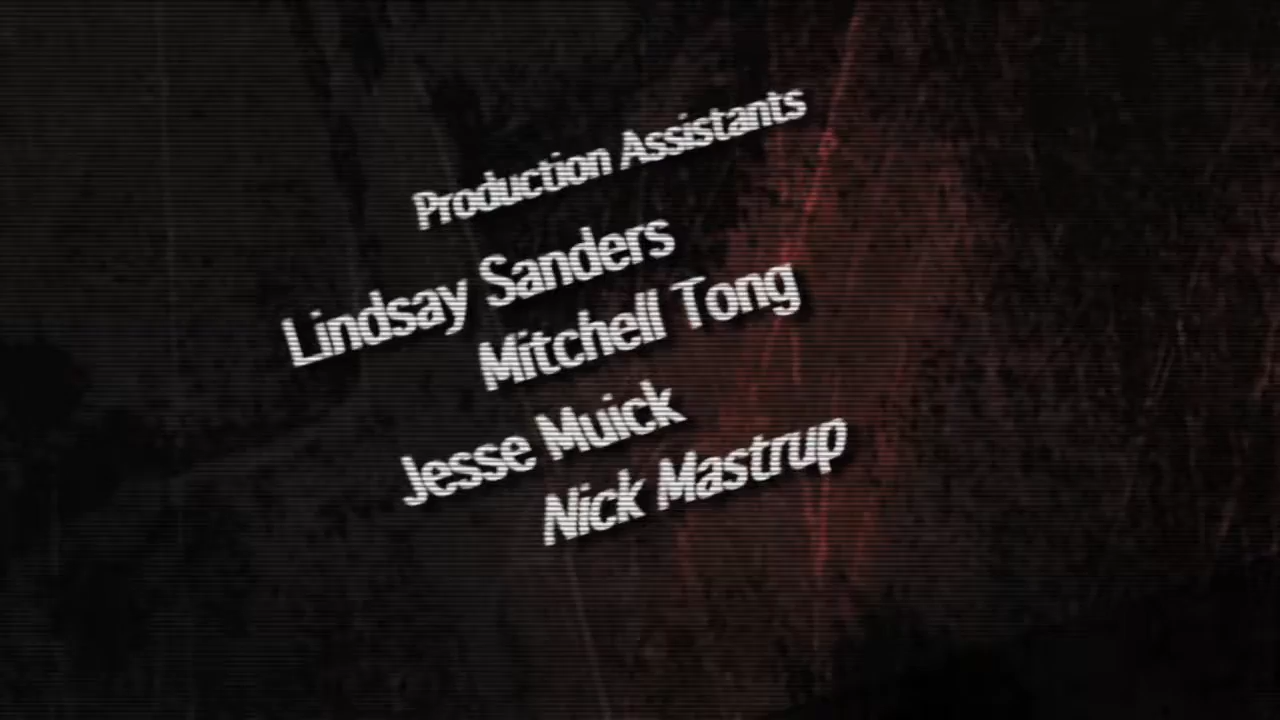 Production Assistants
Lindsay Sanders
Mitchell Tong
Jesse Muick
Nick Mastrup